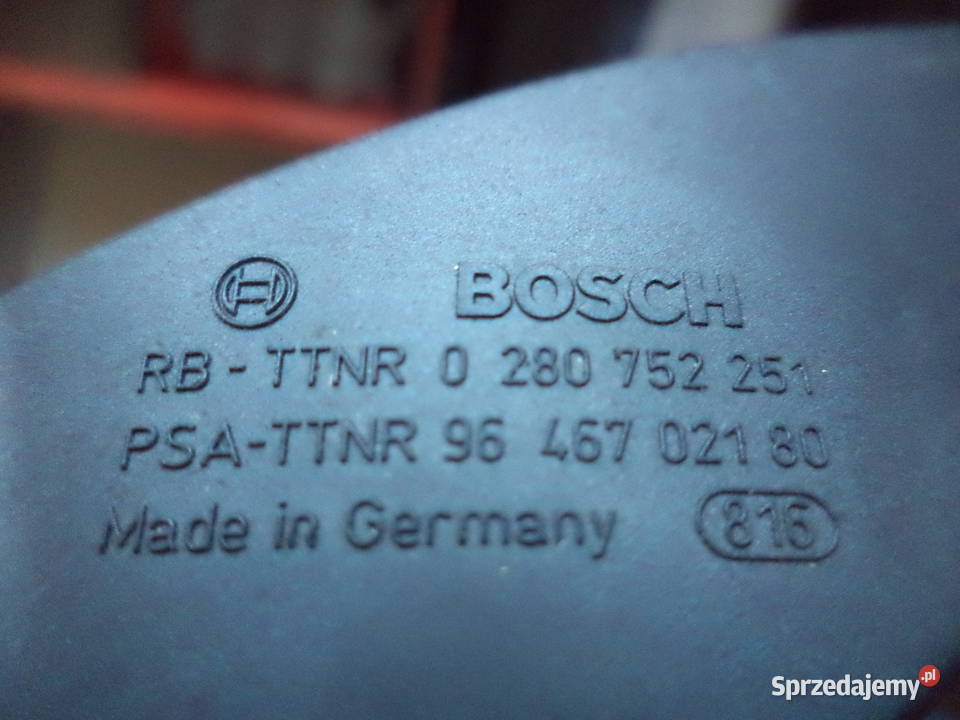 BOSCH
RB-TTNR 0 280 752 251
PSA-TTNR 96 467 021 80
Made in Germany 816
Sprzedajemy.pl